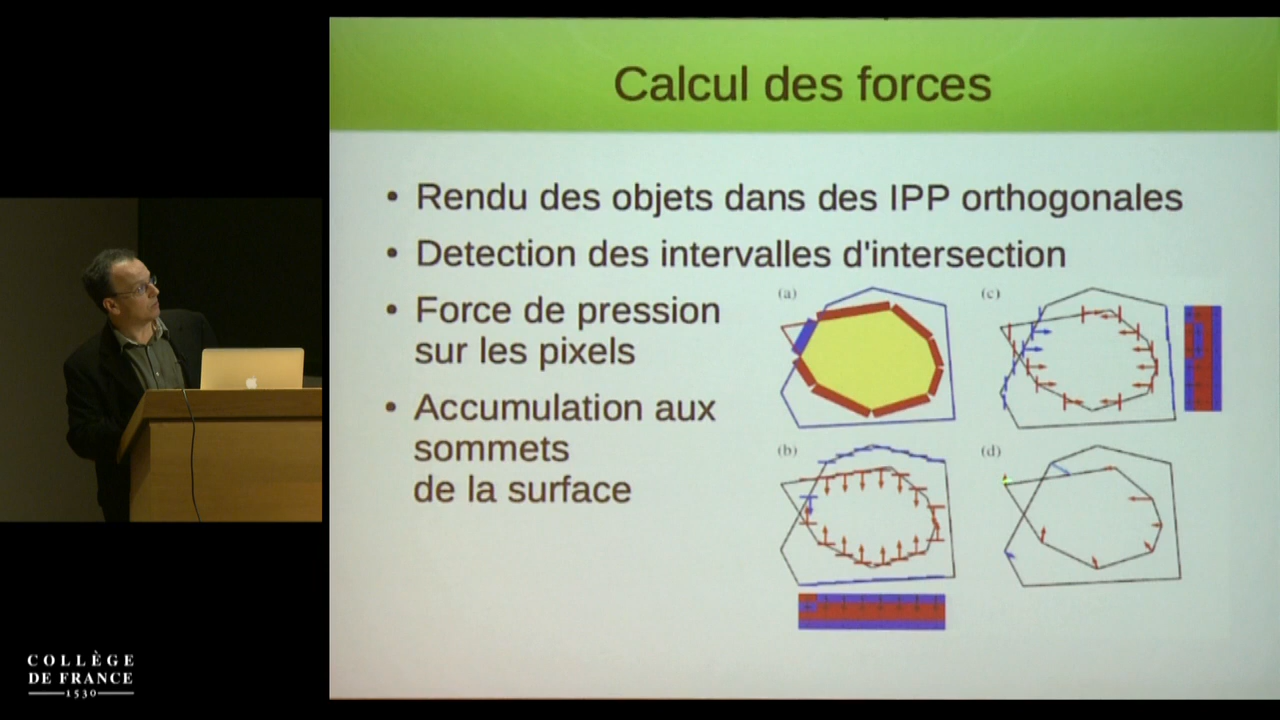 Calcul des forces
• Rendu des objets dans des IPP orthogonales
• Detection des intervalles d'intersection
• Force de pression
sur les pixels
• Accumulation aux
sommets
de la surface
(a)
(c)
(b)
(d)
COLLÈGE
DE FRANCE
1530